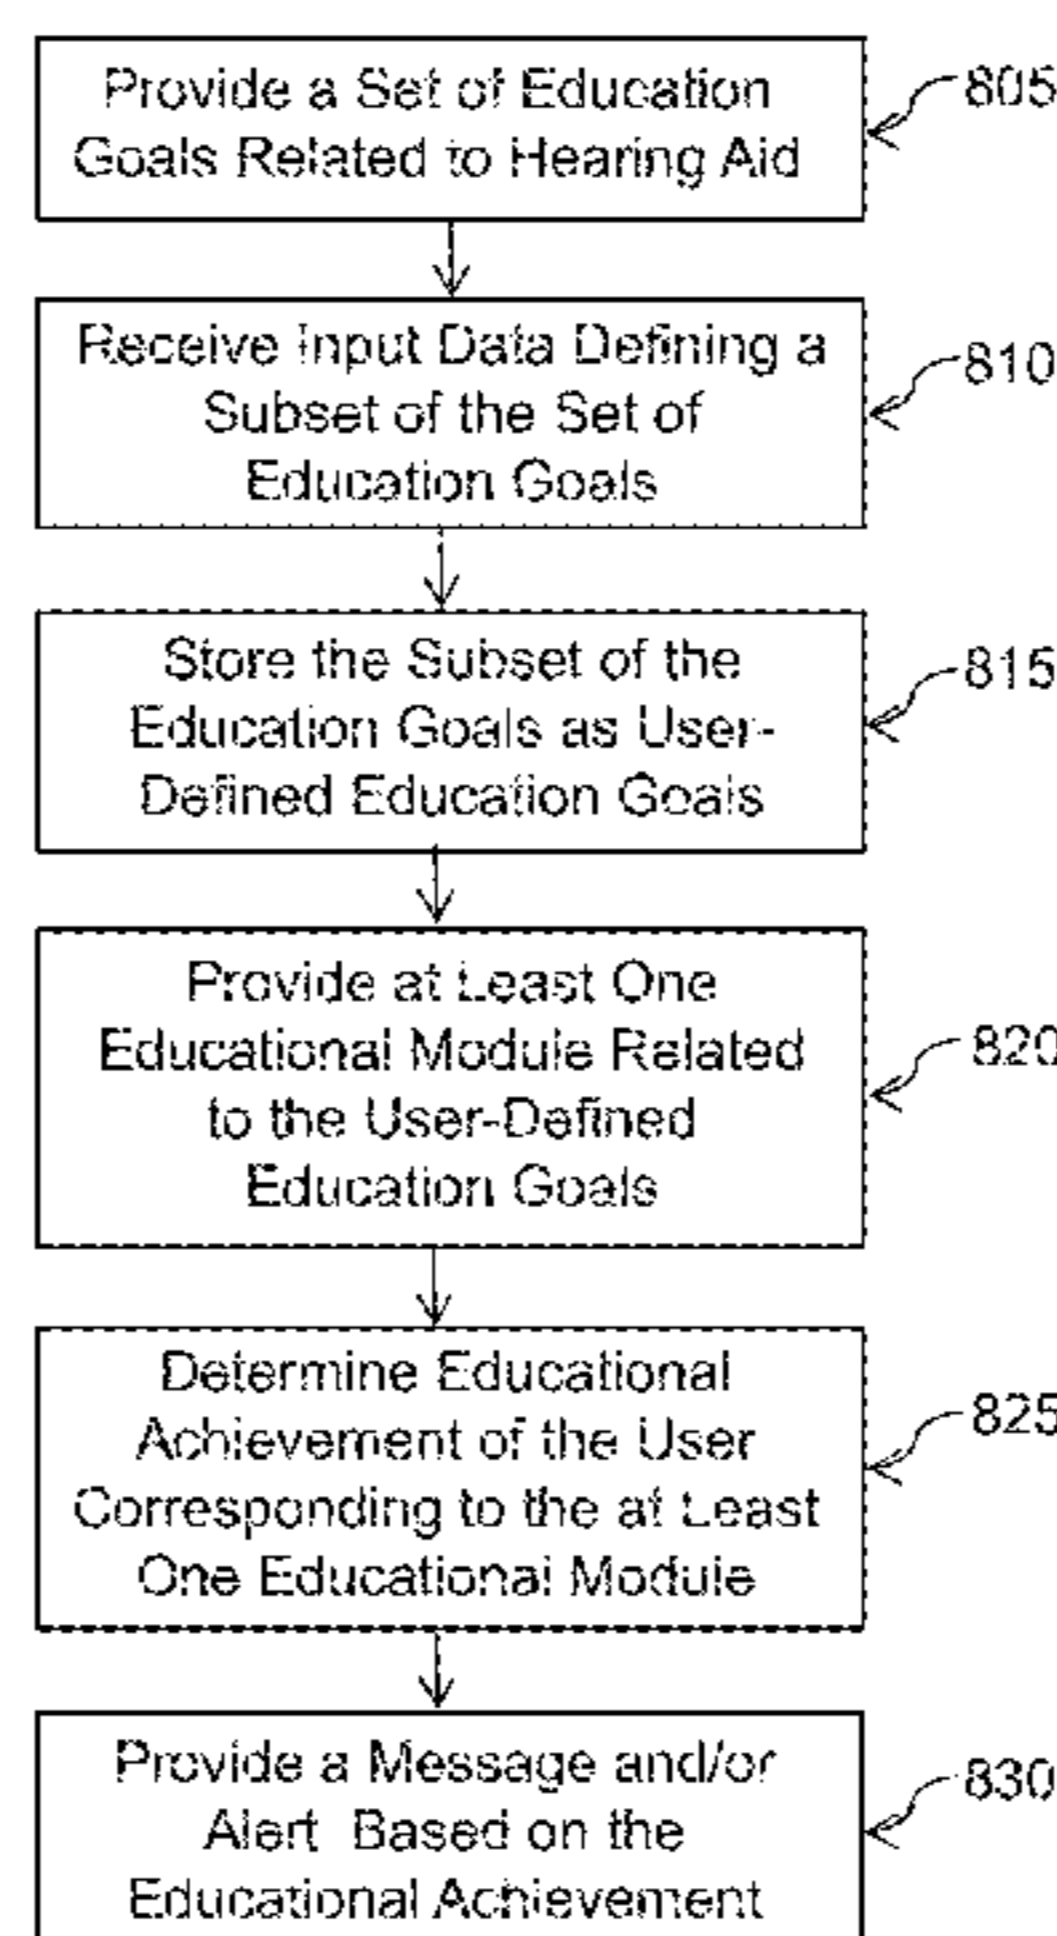 Provide a Set of Education
Goals Related to Hearing Aid
805
Receive Input Data Defining a
Subset of the Set of
Education Goals
810
Store the Subset of the
Education Goals as User-
Defined Education Goals
815
Provide at Least One
Educational Module Related
to the User-Defined
Education Goals
820
Determine Educational
Achievement of the User
Corresponding to the at Least
One Educational Module
825
Provide a Message and/or
Alert Based on the
Educational Achievement
830